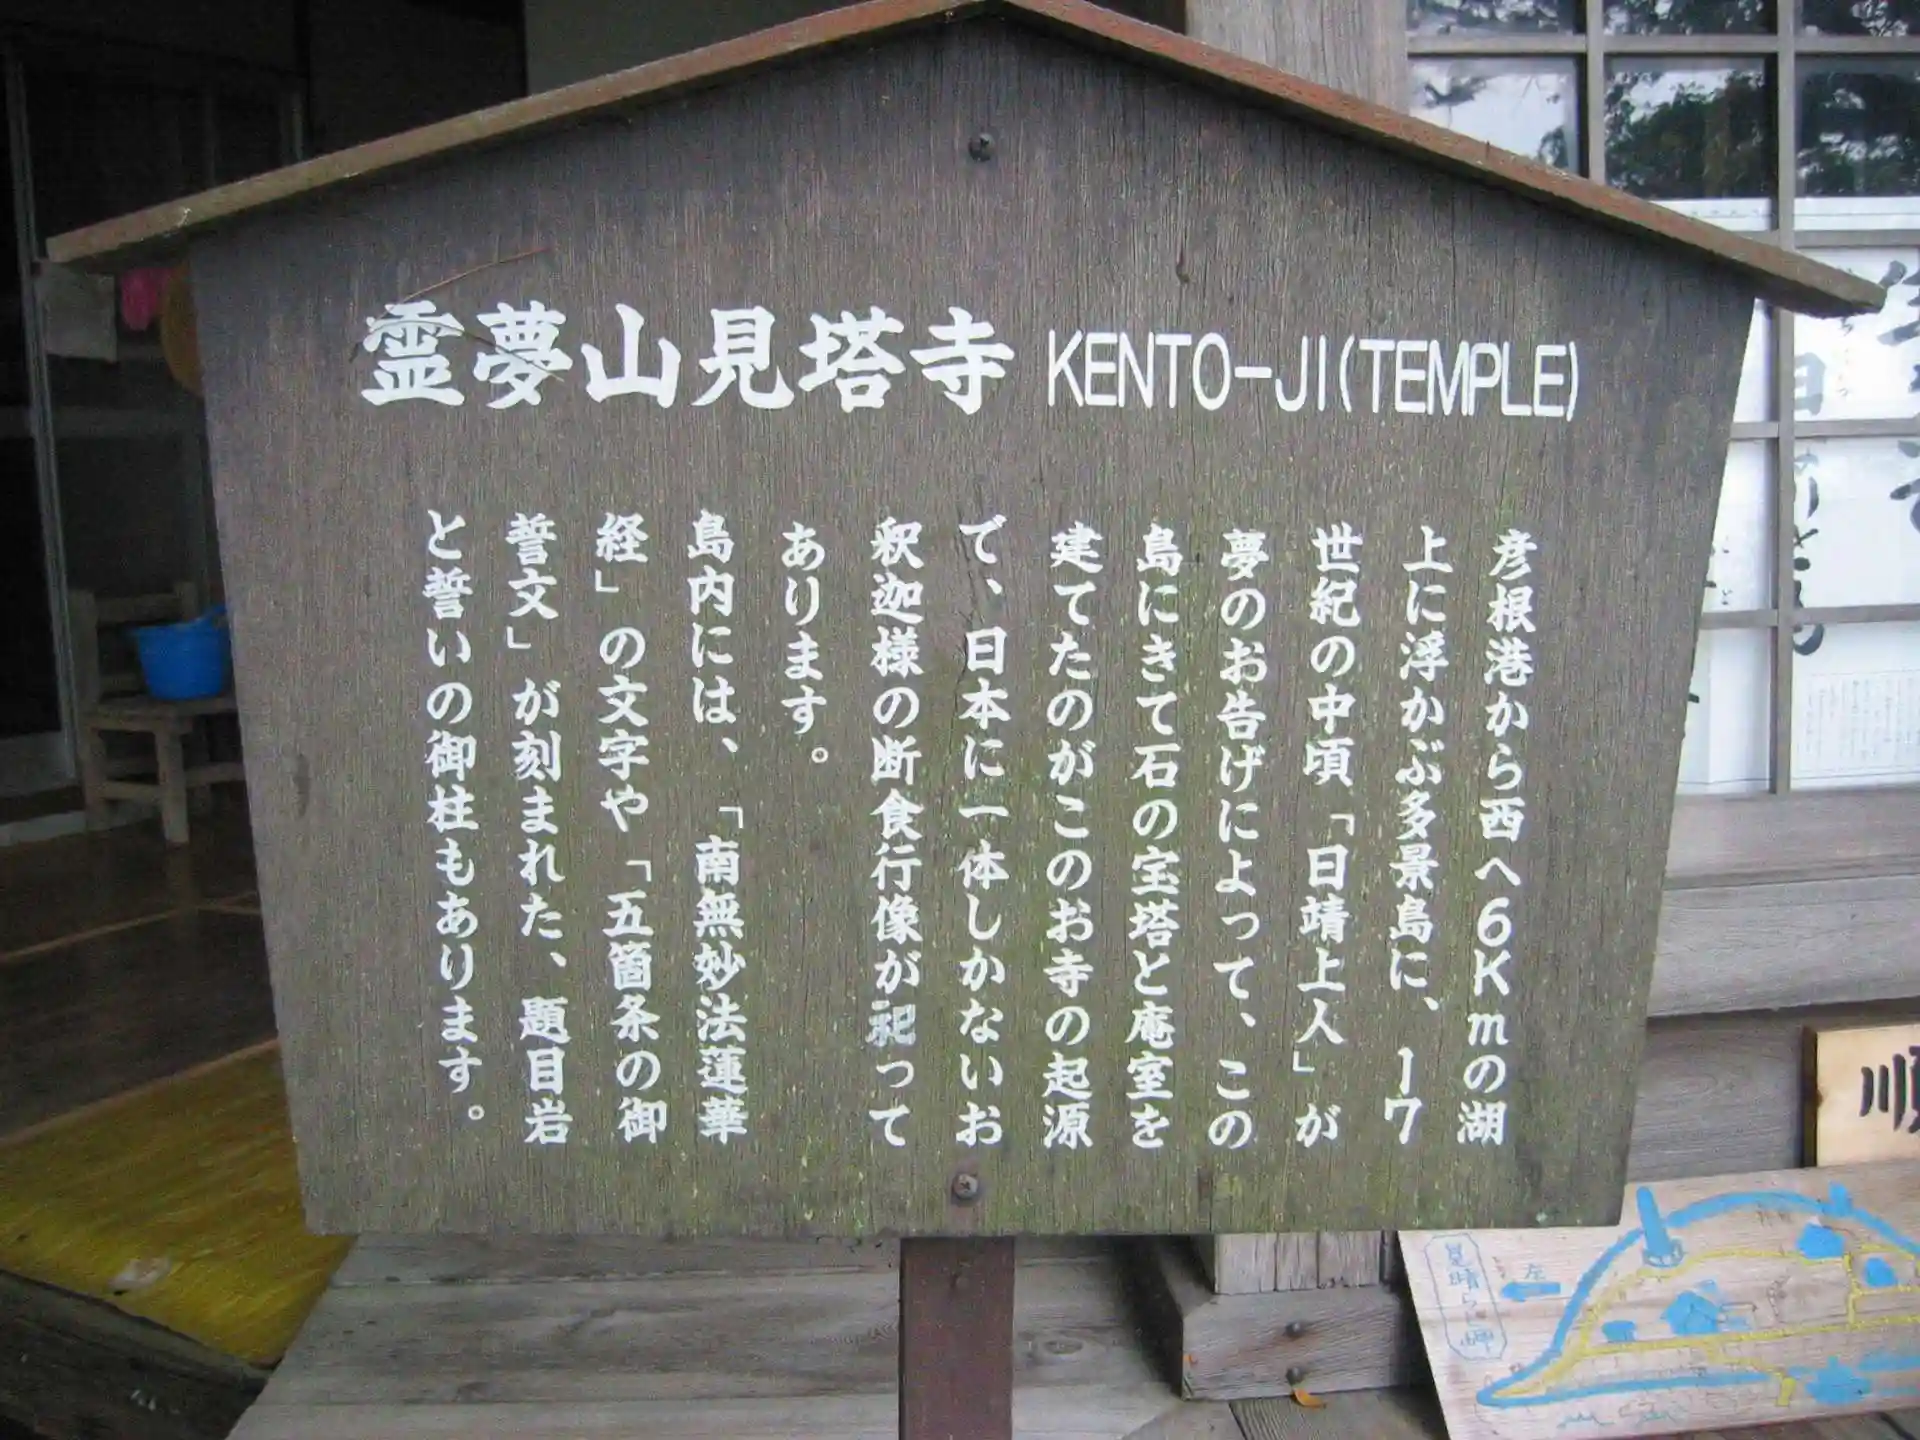 霊夢山見塔寺 KENTO-JI(TEMPLE)
彦根港から西へ6Kmの湖
上に浮かぶ多景島に、17
世紀の中頃「日靖上人」が
夢のお告げによって、この
島にきて石の宝塔と庵室を
建てたのがこのお寺の起源
で、日本に一体しかないお
釈迦様の断食行像が祀って
あります。
島内には、「南無妙法蓮華
経」の文字や「五箇条の御
誓文」が刻まれた、題目岩
と誓いの御柱もあります。
順